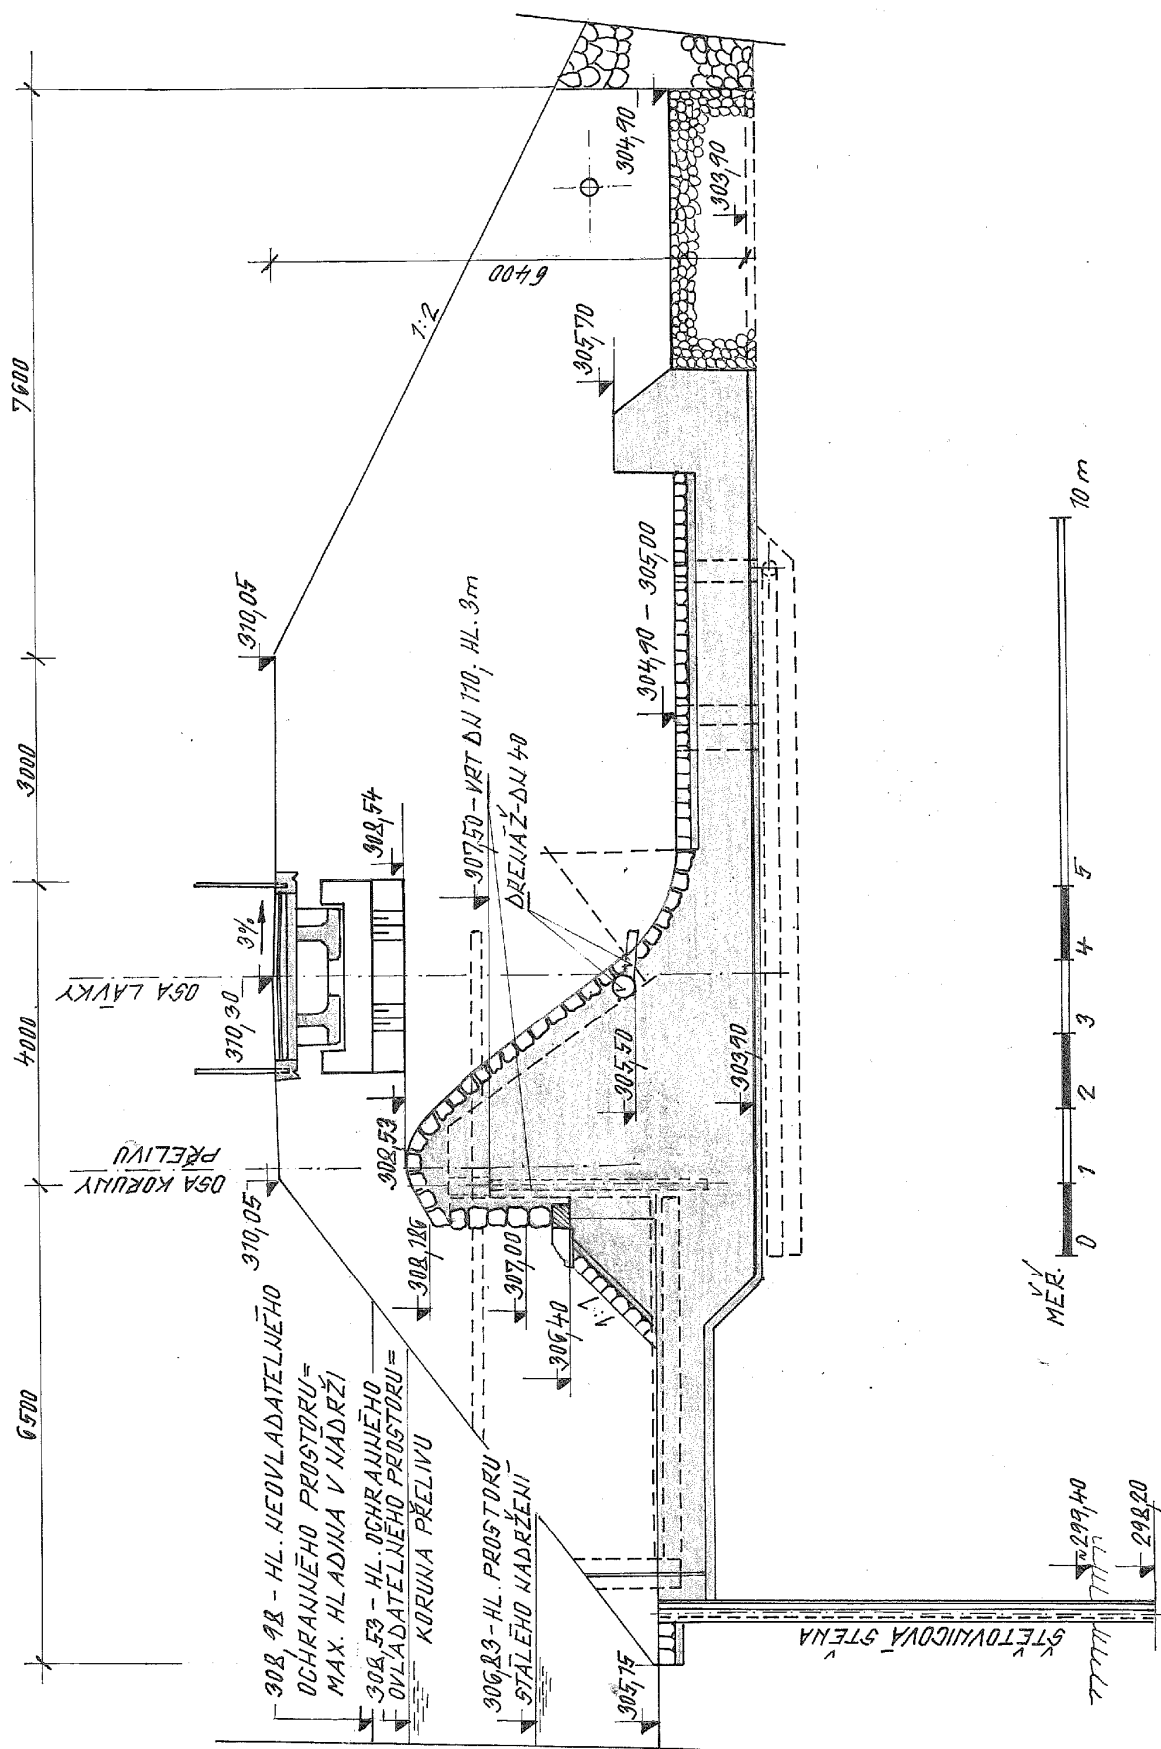 6500
4000
3000
7600
OSA KORUNY
PŘELIVU
OSA LÁVKY
310,05
310,30
3%
310,05
308,98 - HL. NEOVLADATELNÉHO
OCHRANNÉHO PROSTORU=
MAX. HLADINA V NÁDRŽI
308,53 - HL. OCHRANNÉHO
OVLADATELNÉHO PROSTORU=
KORUNA PŘELIVU
306,83 - HL. PROSTORU
STÁLÉHO NADRŽENÍ
305,15
308,186
307,00
306,40
1:1
308,53
308,54
307,50 - VRT DN 110; HL. 3m
DRENÁŽ - DN 40
305,50
303,90
304,90 - 305,00
305,70
1:2
6400
304,90
303,90
ŠTĚTOVNICOVÁ STĚNA
~299,40
298,20
MĚŘ.
0
1
2
3
4
5
10 m